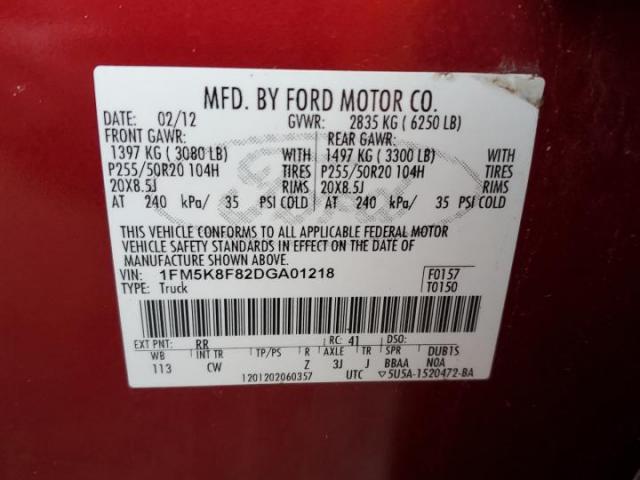 MFD. BY FORD MOTOR CO.
DATE: 02/12 GVWR: 2835 KG ( 6250 LB)
FRONT GAWR: REAR GAWR:
1397 KG ( 3080 LB) WITH 1497 KG ( 3300 LB) WITH
P255/50R20 104H TIRES P255/50R20 104H TIRES
20X8.5J RIMS 20X8.5J RIMS
AT 240 kPa/ 35 PSI COLD AT 240 kPa/ 35 PSI COLD
Ford
THIS VEHICLE CONFORMS TO ALL APPLICABLE FEDERAL MOTOR
VEHICLE SAFETY STANDARDS IN EFFECT ON THE DATE OF
MANUFACTURE SHOWN ABOVE.
VIN: 1FM5K8F82DGA01218 F0157
TYPE: Truck T0150
EXT PNT: RR RC: 41 DSO:
WB INT TR TP/PS R AXLE TR SPR DUB1S
113 CW Z 3J J BBAA N0A
1201202060357 UTC ▽5U5A-1520472-BA